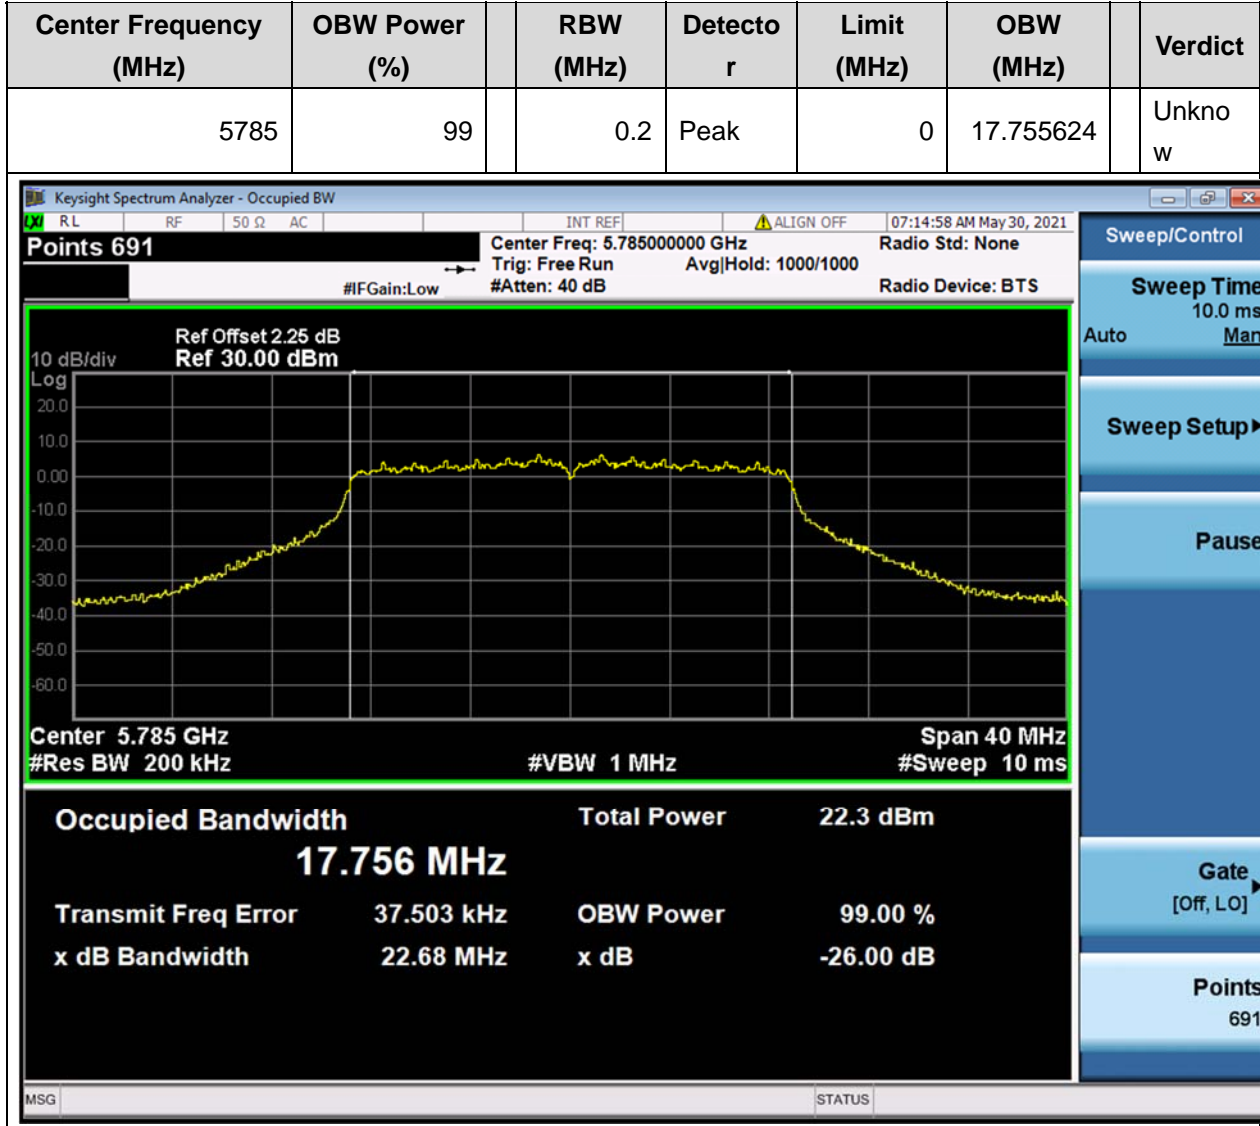 Center Frequency (MHz) OBW Power (%) RBW (MHz) Detector Limit (MHz) OBW (MHz) Verdict
5785 99 0.2 Peak 0 17.755624 Unknow
Keysight Spectrum Analyzer - Occupied BW
LXI RL RF 50 Ω AC INT REF ALIGN OFF 07:14:58 AM May 30, 2021
Points 691
Center Freq: 5.785000000 GHz Radio Std: None
Trig: Free Run Avg|Hold: 1000/1000
#IFGain:Low #Atten: 40 dB Radio Device: BTS
Ref Offset 2.25 dB
10 dB/div Ref 30.00 dBm
Log
20.0
10.0
0.00
-10.0
-20.0
-30.0
-40.0
-50.0
-60.0
Center 5.785 GHz Span 40 MHz
#Res BW 200 kHz #VBW 1 MHz #Sweep 10 ms
Occupied Bandwidth Total Power 22.3 dBm
17.756 MHz
Transmit Freq Error 37.503 kHz OBW Power 99.00 %
x dB Bandwidth 22.68 MHz x dB -26.00 dB
MSG STATUS
Sweep/Control
Sweep Time
10.0 ms
Auto Man
Sweep Setup
Pause
Gate
[Off, LO]
Points
691